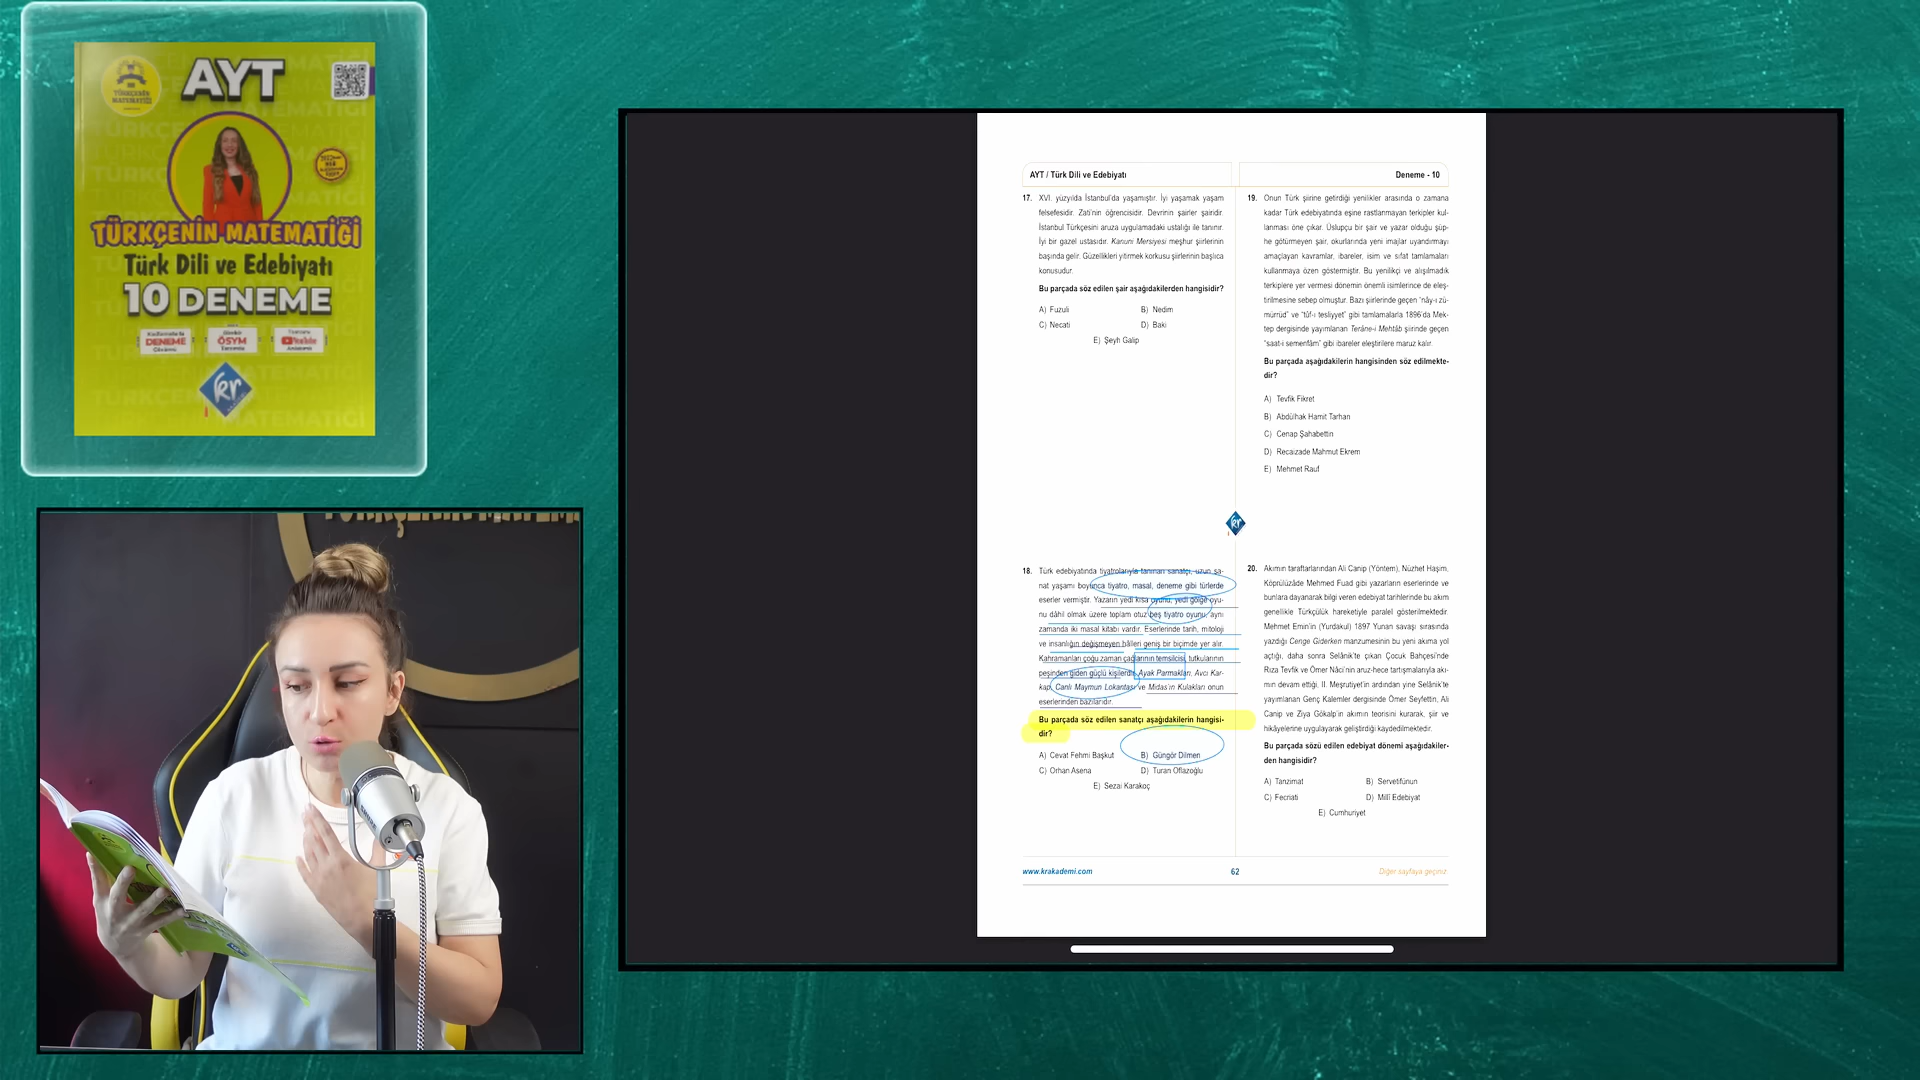 AYT
TÜRKÇENİN MATEMATİĞİ
Türk Dili ve Edebiyatı
10 DENEME
DENEME
ÖSYM
YouTube
kr
AYT / Türk Dili ve Edebiyatı
Deneme - 10
17. XVI. yüzyılda İstanbul'da yaşamıştır. İyi yaşamak yaşam
felsefesidir. Zati'nin öğrencisidir. Devrinin şairler şairidir.
İstanbul Türkçesini aruza uygulamadaki ustalığı ile tanınır.
İyi bir gazel ustasıdır. Kanuni Mersiyesi meşhur şiirlerinin
başında gelir. Güzellikleri yitirmek korkusu şiirlerinin başlıca
konusudur.
Bu parçada söz edilen şair aşağıdakilerden hangisidir?
A) Fuzuli B) Nedim
C) Necati D) Baki
E) Şeyh Galip
18. Türk edebiyatında tiyatrolarıyla tanınan sanatçı, uzun sa-
nat yaşamı boyunca tiyatro, masal, deneme gibi türlerde
eserler vermiştir. Yazarın yedi kısa oyunu, yedi gölge oyu-
nu dâhil olmak üzere toplam otuz beş tiyatro oyunu, aynı
zamanda iki masal kitabı vardır. Eserlerinde tarih, mitoloji
ve insanlığın değişmeyen hâlleri geniş bir biçimde yer alır.
Kahramanları çoğu zaman çağlarının temsilcisi, tutkularının
peşinden giden güçlü kişilerdir. Ayak Parmakları, Avcı Kar-
kap, Canlı Maymun Lokantası ve Midas'ın Kulakları onun
eserlerinden bazılarıdır.
Bu parçada söz edilen sanatçı aşağıdakilerin hangisi-
dir?
A) Cevat Fehmi Başkut B) Güngör Dilmen
C) Orhan Asena D) Turan Oflazoğlu
E) Sezai Karakoç
19. Onun Türk şiirine getirdiği yenilikler arasında o zamana
kadar Türk edebiyatında eşine rastlanmayan terkipler kul-
lanması öne çıkar. Üslupçu bir şair ve yazar olduğu şüp-
he götürmeyen şair, okurlarında yeni imajlar uyandırmayı
amaçlayan kavramlar, ibareler, isim ve sıfat tamlamaları
kullanmaya özen göstermiştir. Bu yenilikçi ve alışılmadık
terkiplere yer vermesi dönemin önemli isimlerince de eleş-
tirilmesine sebep olmuştur. Bazı şiirlerinde geçen "nây-ı zü-
mürrüd" ve "tûf-ı tesliyyet" gibi tamlamalarla 1896'da Mek-
tep dergisinde yayımlanan Terâne-i Mehtâb şiirinde geçen
"saat-i semenfâm" gibi ibareler eleştirilere maruz kalır.
Bu parçada aşağıdakilerin hangisinden söz edilmekte-
dir?
A) Tevfik Fikret
B) Abdülhak Hamit Tarhan
C) Cenap Şahabettin
D) Recaizade Mahmut Ekrem
E) Mehmet Rauf
kr
20. Akımın taraftarlarından Ali Canip (Yöntem), Nüzhet Haşim,
Köprülüzâde Mehmed Fuad gibi yazarların eserlerinde ve
bunlara dayanarak bilgi veren edebiyat tarihlerinde bu akım
genellikle Türkçülük hareketiyle paralel gösterilmektedir.
Mehmet Emin'in (Yurdakul) 1897 Yunan savaşı sırasında
yazdığı Cenge Giderken manzumesinin bu yeni akıma yol
açtığı, daha sonra Selânik'te çıkan Çocuk Bahçesi'nde
Rıza Tevfik ve Ömer Nâci'nin aruz-hece tartışmalarıyla akı-
mın devam ettiği, II. Meşrutiyet'in ardından yine Selânik'te
yayımlanan Genç Kalemler dergisinde Ömer Seyfettin, Ali
Canip ve Ziya Gökalp'in akımın teorisini kurarak, şiir ve
hikâyelerine uygulayarak geliştirdiği kaydedilmektedir.
Bu parçada sözü edilen edebiyat dönemi aşağıdakiler-
den hangisidir?
A) Tanzimat B) Servetifünun
C) Fecriati D) Millî Edebiyat
E) Cumhuriyet
www.krakademi.com
62
Diğer sayfaya geçiniz.